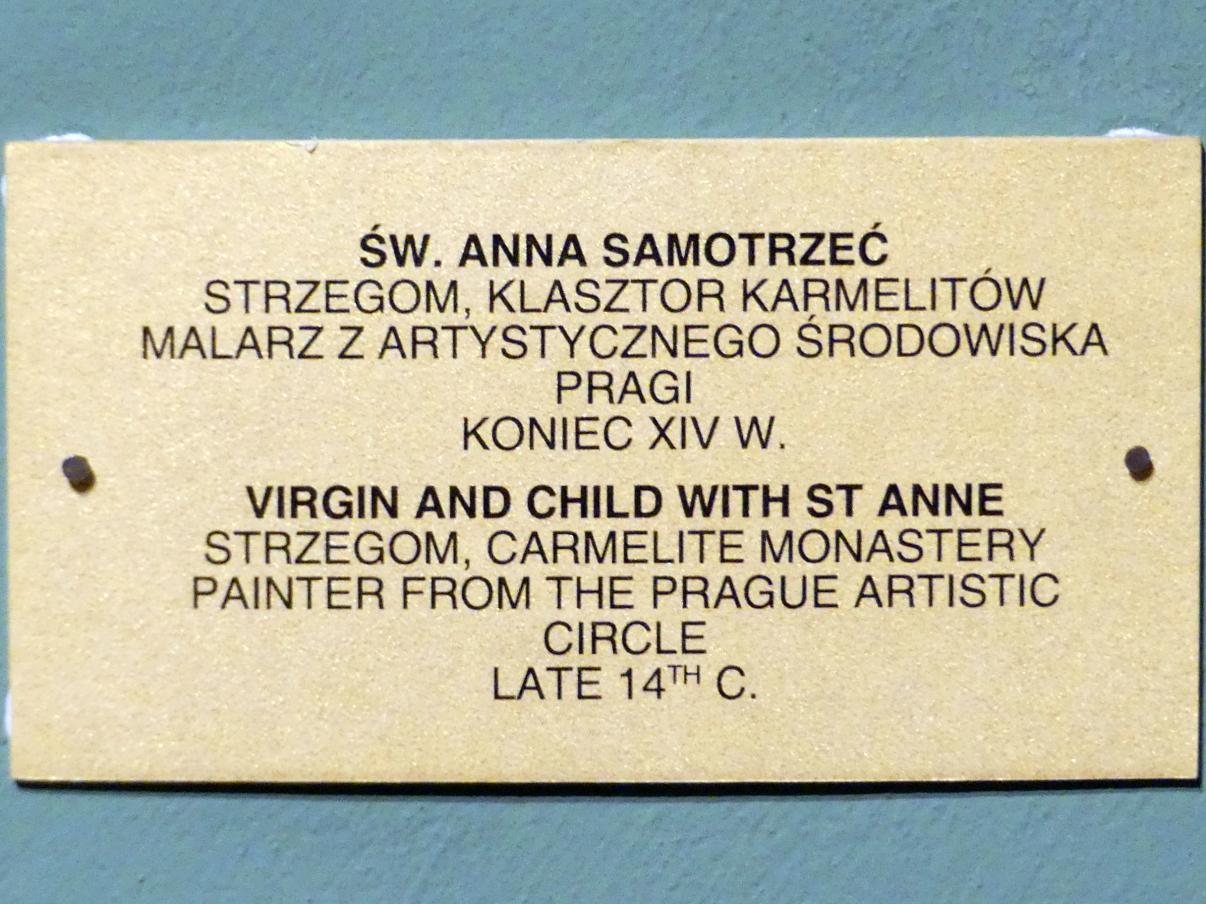 ŚW. ANNA SAMOTRZEĆ
STRZEGOM, KLASZTOR KARMELITÓW
MALARZ Z ARTYSTYCZNEGO ŚRODOWISKA
PRAGI
KONIEC XIV W.
VIRGIN AND CHILD WITH ST ANNE
STRZEGOM, CARMELITE MONASTERY
PAINTER FROM THE PRAGUE ARTISTIC
CIRCLE
LATE 14TH C.